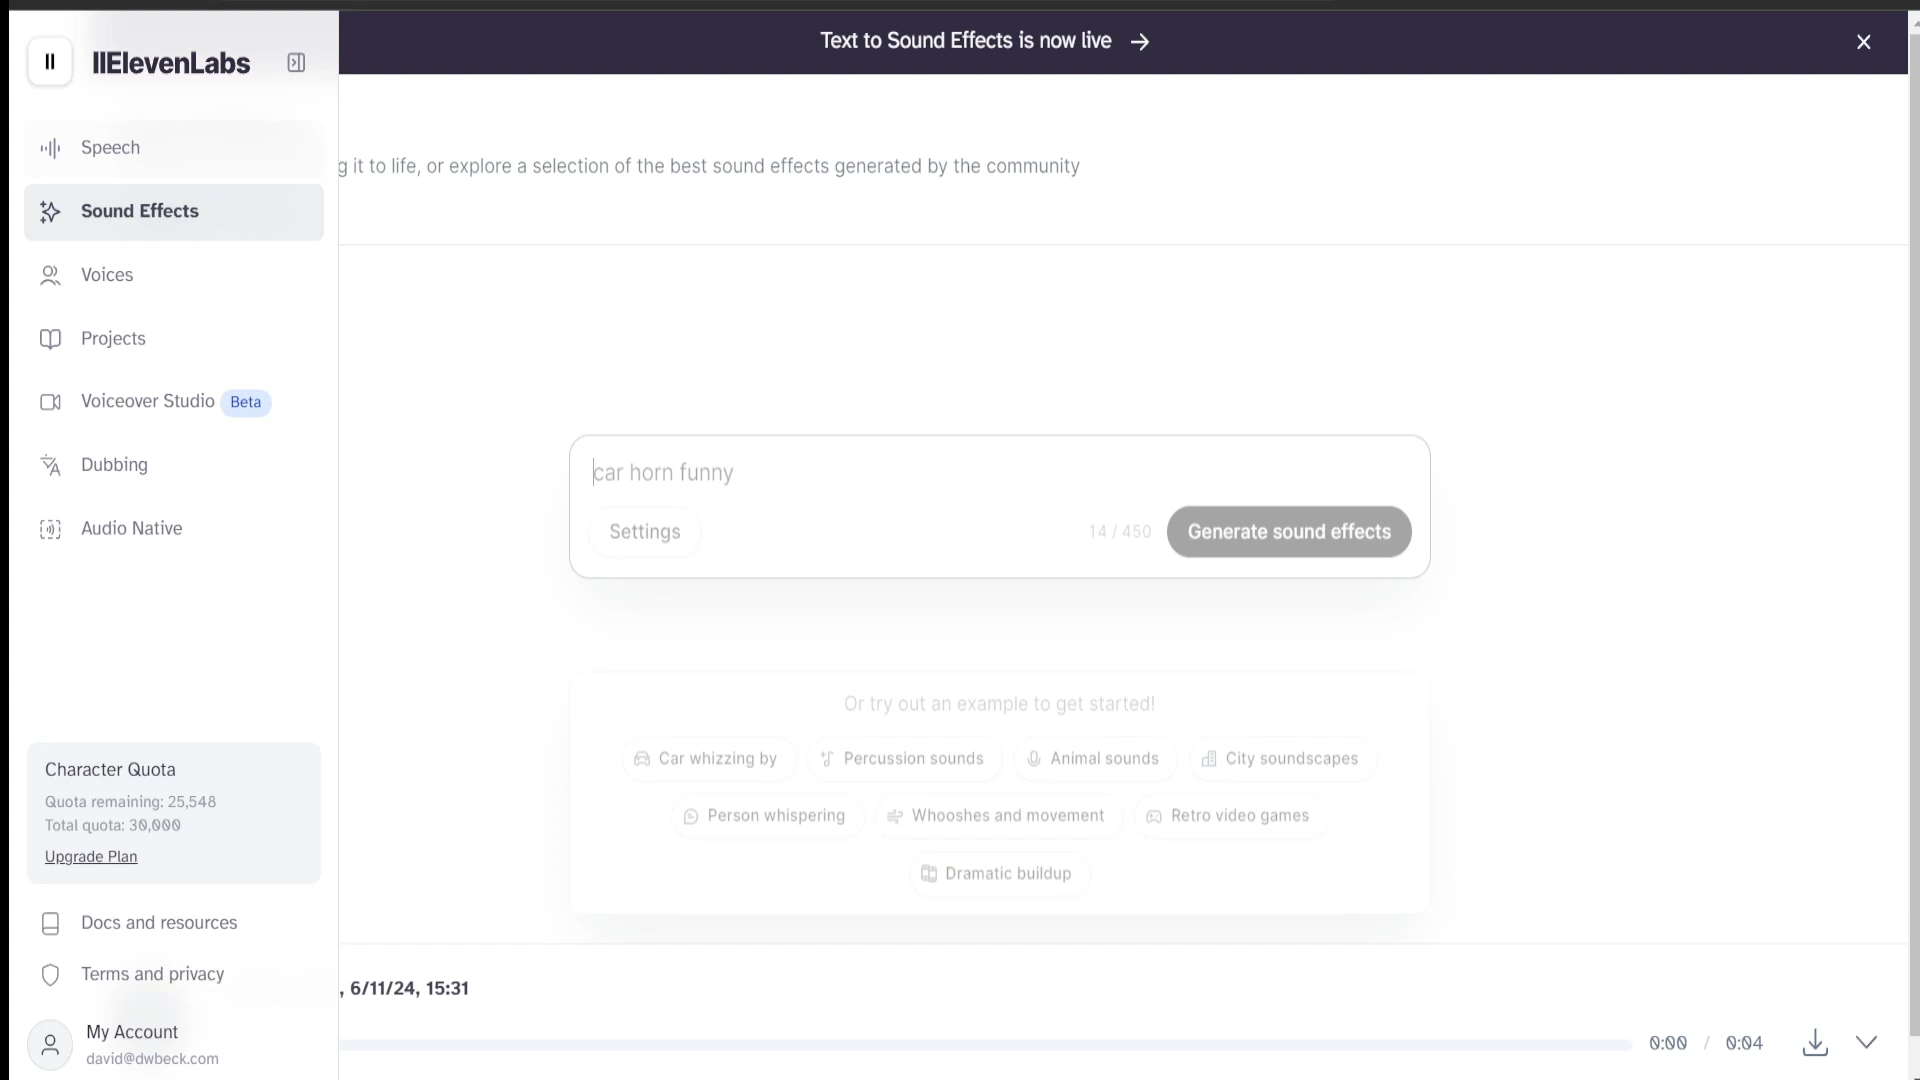 Text to Sound Effects is now live
IIElevenLabs
Speech
g it to life, or explore a selection of the best sound effects generated by the community
Sound Effects
Voices
Projects
Voiceover Studio Beta
Dubbing
Audio Native
car horn funny
Settings
14 / 450
Generate sound effects
Or try out an example to get started!
Car whizzing by
Percussion sounds
Animal sounds
City soundscapes
Person whispering
Whooshes and movement
Retro video games
Dramatic buildup
Character Quota
Quota remaining: 25,548
Total quota: 30,000
Upgrade Plan
Docs and resources
Terms and privacy
, 6/11/24, 15:31
My Account
david@dwbeck.com
0:00 / 0:04